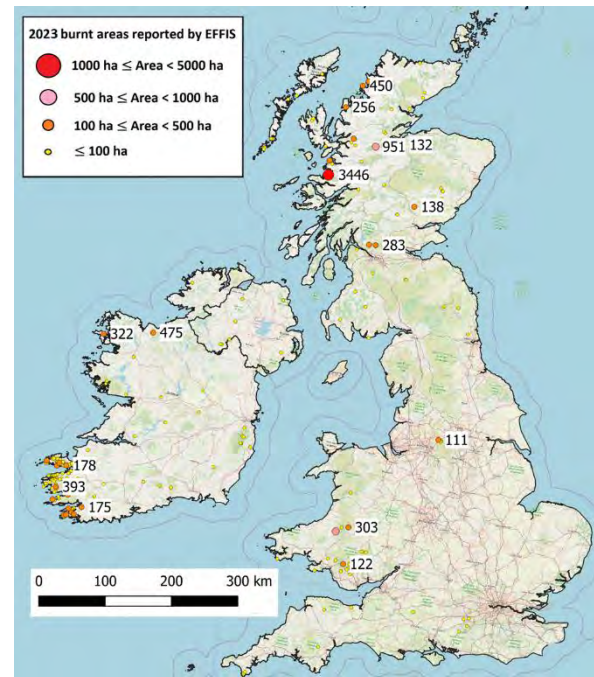 2023 burnt areas reported by EFFIS
1000 ha ≤ Area < 5000 ha
500 ha ≤ Area < 1000 ha
100 ha ≤ Area < 500 ha
≤ 100 ha
450
256
951 132
3446
138
283
322 475
111
178
393
175
303
122
0 100 200 300 km